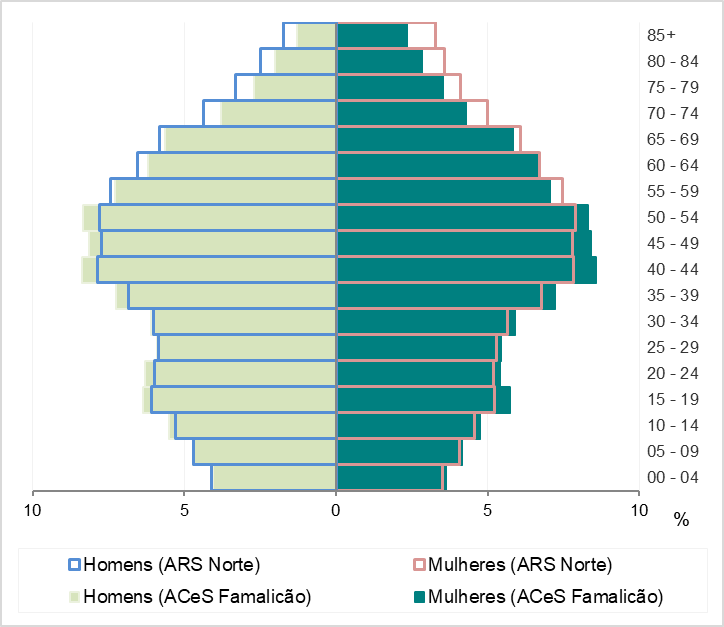 85+
80 - 84
75 - 79
70 - 74
65 - 69
60 - 64
55 - 59
50 - 54
45 - 49
40 - 44
35 - 39
30 - 34
25 - 29
20 - 24
15 - 19
10 - 14
05 - 09
00 - 04
10 5 0 5 10
%
Homens (ARS Norte) Mulheres (ARS Norte)
Homens (ACeS Famalicão) Mulheres (ACeS Famalicão)